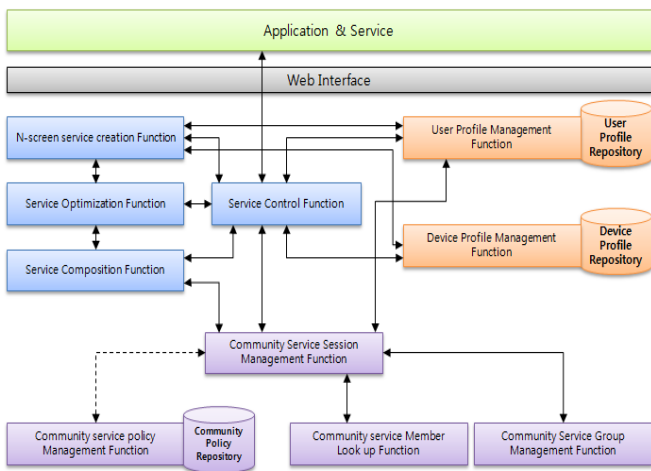 Application & Service
Web Interface
N-screen service creation Function
User Profile Management
Function
User
Profile
Repository
Service Optimization Function
Service Control Function
Device Profile Management
Function
Device
Profile
Repository
Service Composition Function
Community Service Session
Management Function
Community service policy
Management Function
Community
Policy
Repository
Community service Member
Look up Function
Community Service Group
Management Function